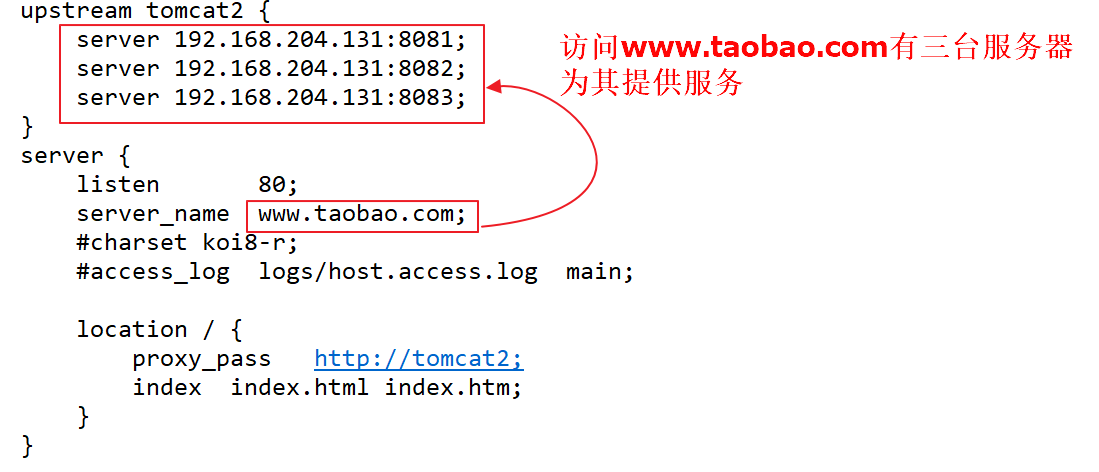 upstream tomcat2 {
server 192.168.204.131:8081;
server 192.168.204.131:8082;
server 192.168.204.131:8083;
}
访问www.taobao.com有三台服务器
为其提供服务
server {
listen 80;
server_name www.taobao.com;
#charset koi8-r;
#access_log logs/host.access.log main;
location / {
proxy_pass http://tomcat2;
index index.html index.htm;
}
}